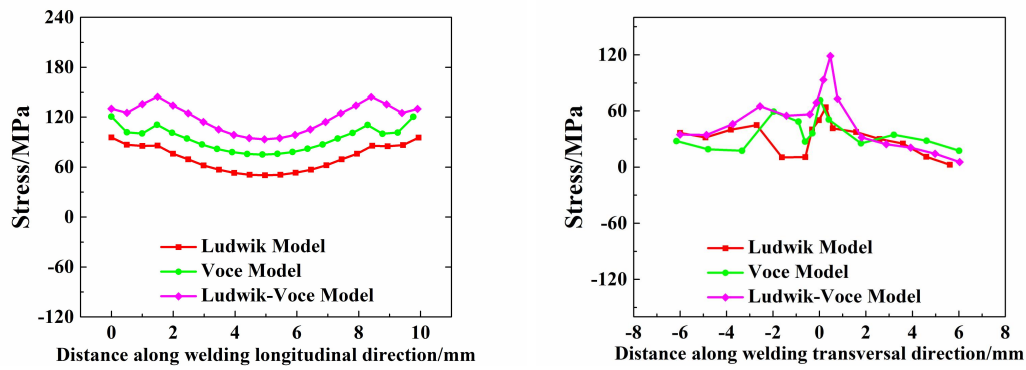 240
180
120
60
0
-60
-120
Stress/MPa
Ludwik Model
Voce Model
Ludwik-Voce Model
0 2 4 6 8 10
Distance along welding longitudinal direction/mm
120
60
0
-60
-120
Stress/MPa
Ludwik Model
Voce Model
Ludwik-Voce Model
-8 -6 -4 -2 0 2 4 6 8
Distance along welding transversal direction/mm